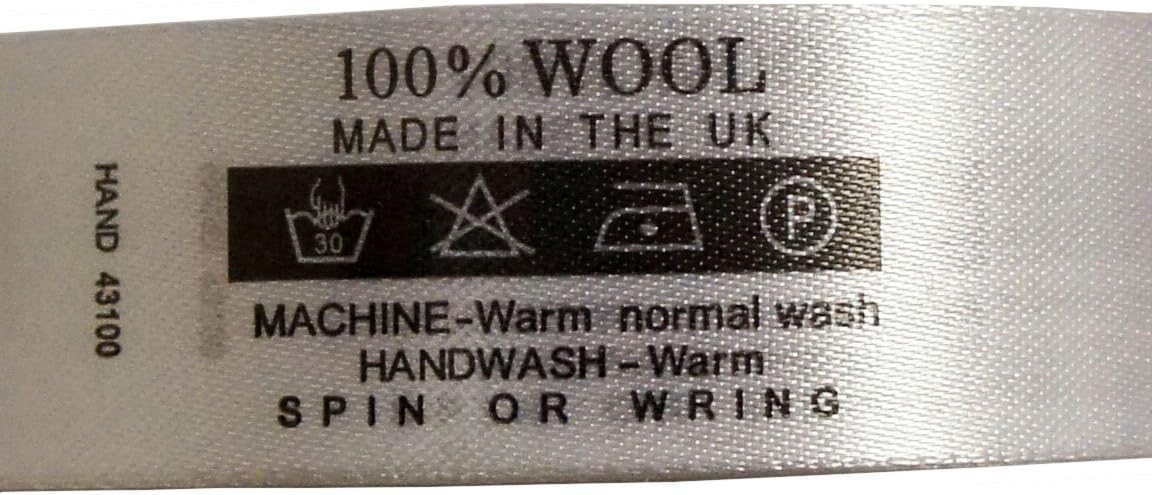 100% WOOL
MADE IN THE UK
30
P
MACHINE-Warm normal wash
HANDWASH-Warm
SPIN OR WRING
HAND 43100